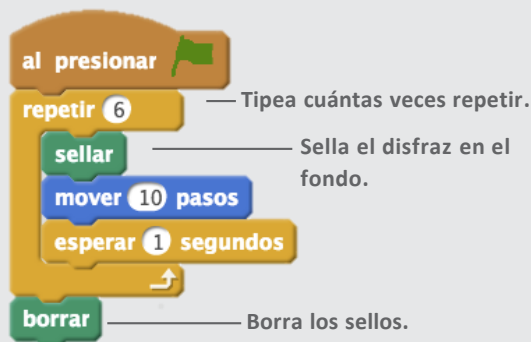 al presionar
repetir 6
Tipea cuántas veces repetir.
sellar
Sella el disfraz en el
fondo.
mover 10 pasos
esperar 1 segundos
borrar
Borra los sellos.